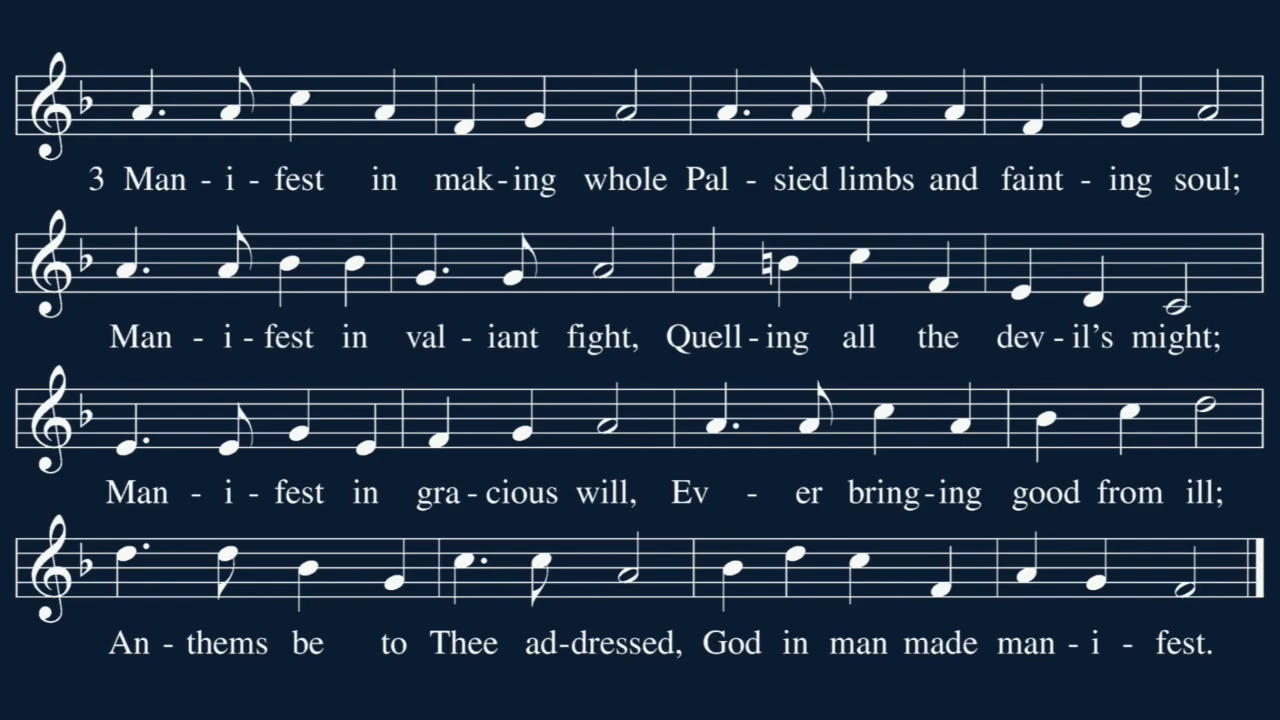 3 Man - i - fest in mak - ing whole Pal - sied limbs and faint - ing soul;
Man - i - fest in val - iant fight, Quell - ing all the dev - il's might;
Man - i - fest in gra - cious will, Ev - er bring - ing good from ill;
An - thems be to Thee ad - dressed, God in man made man - i - fest.